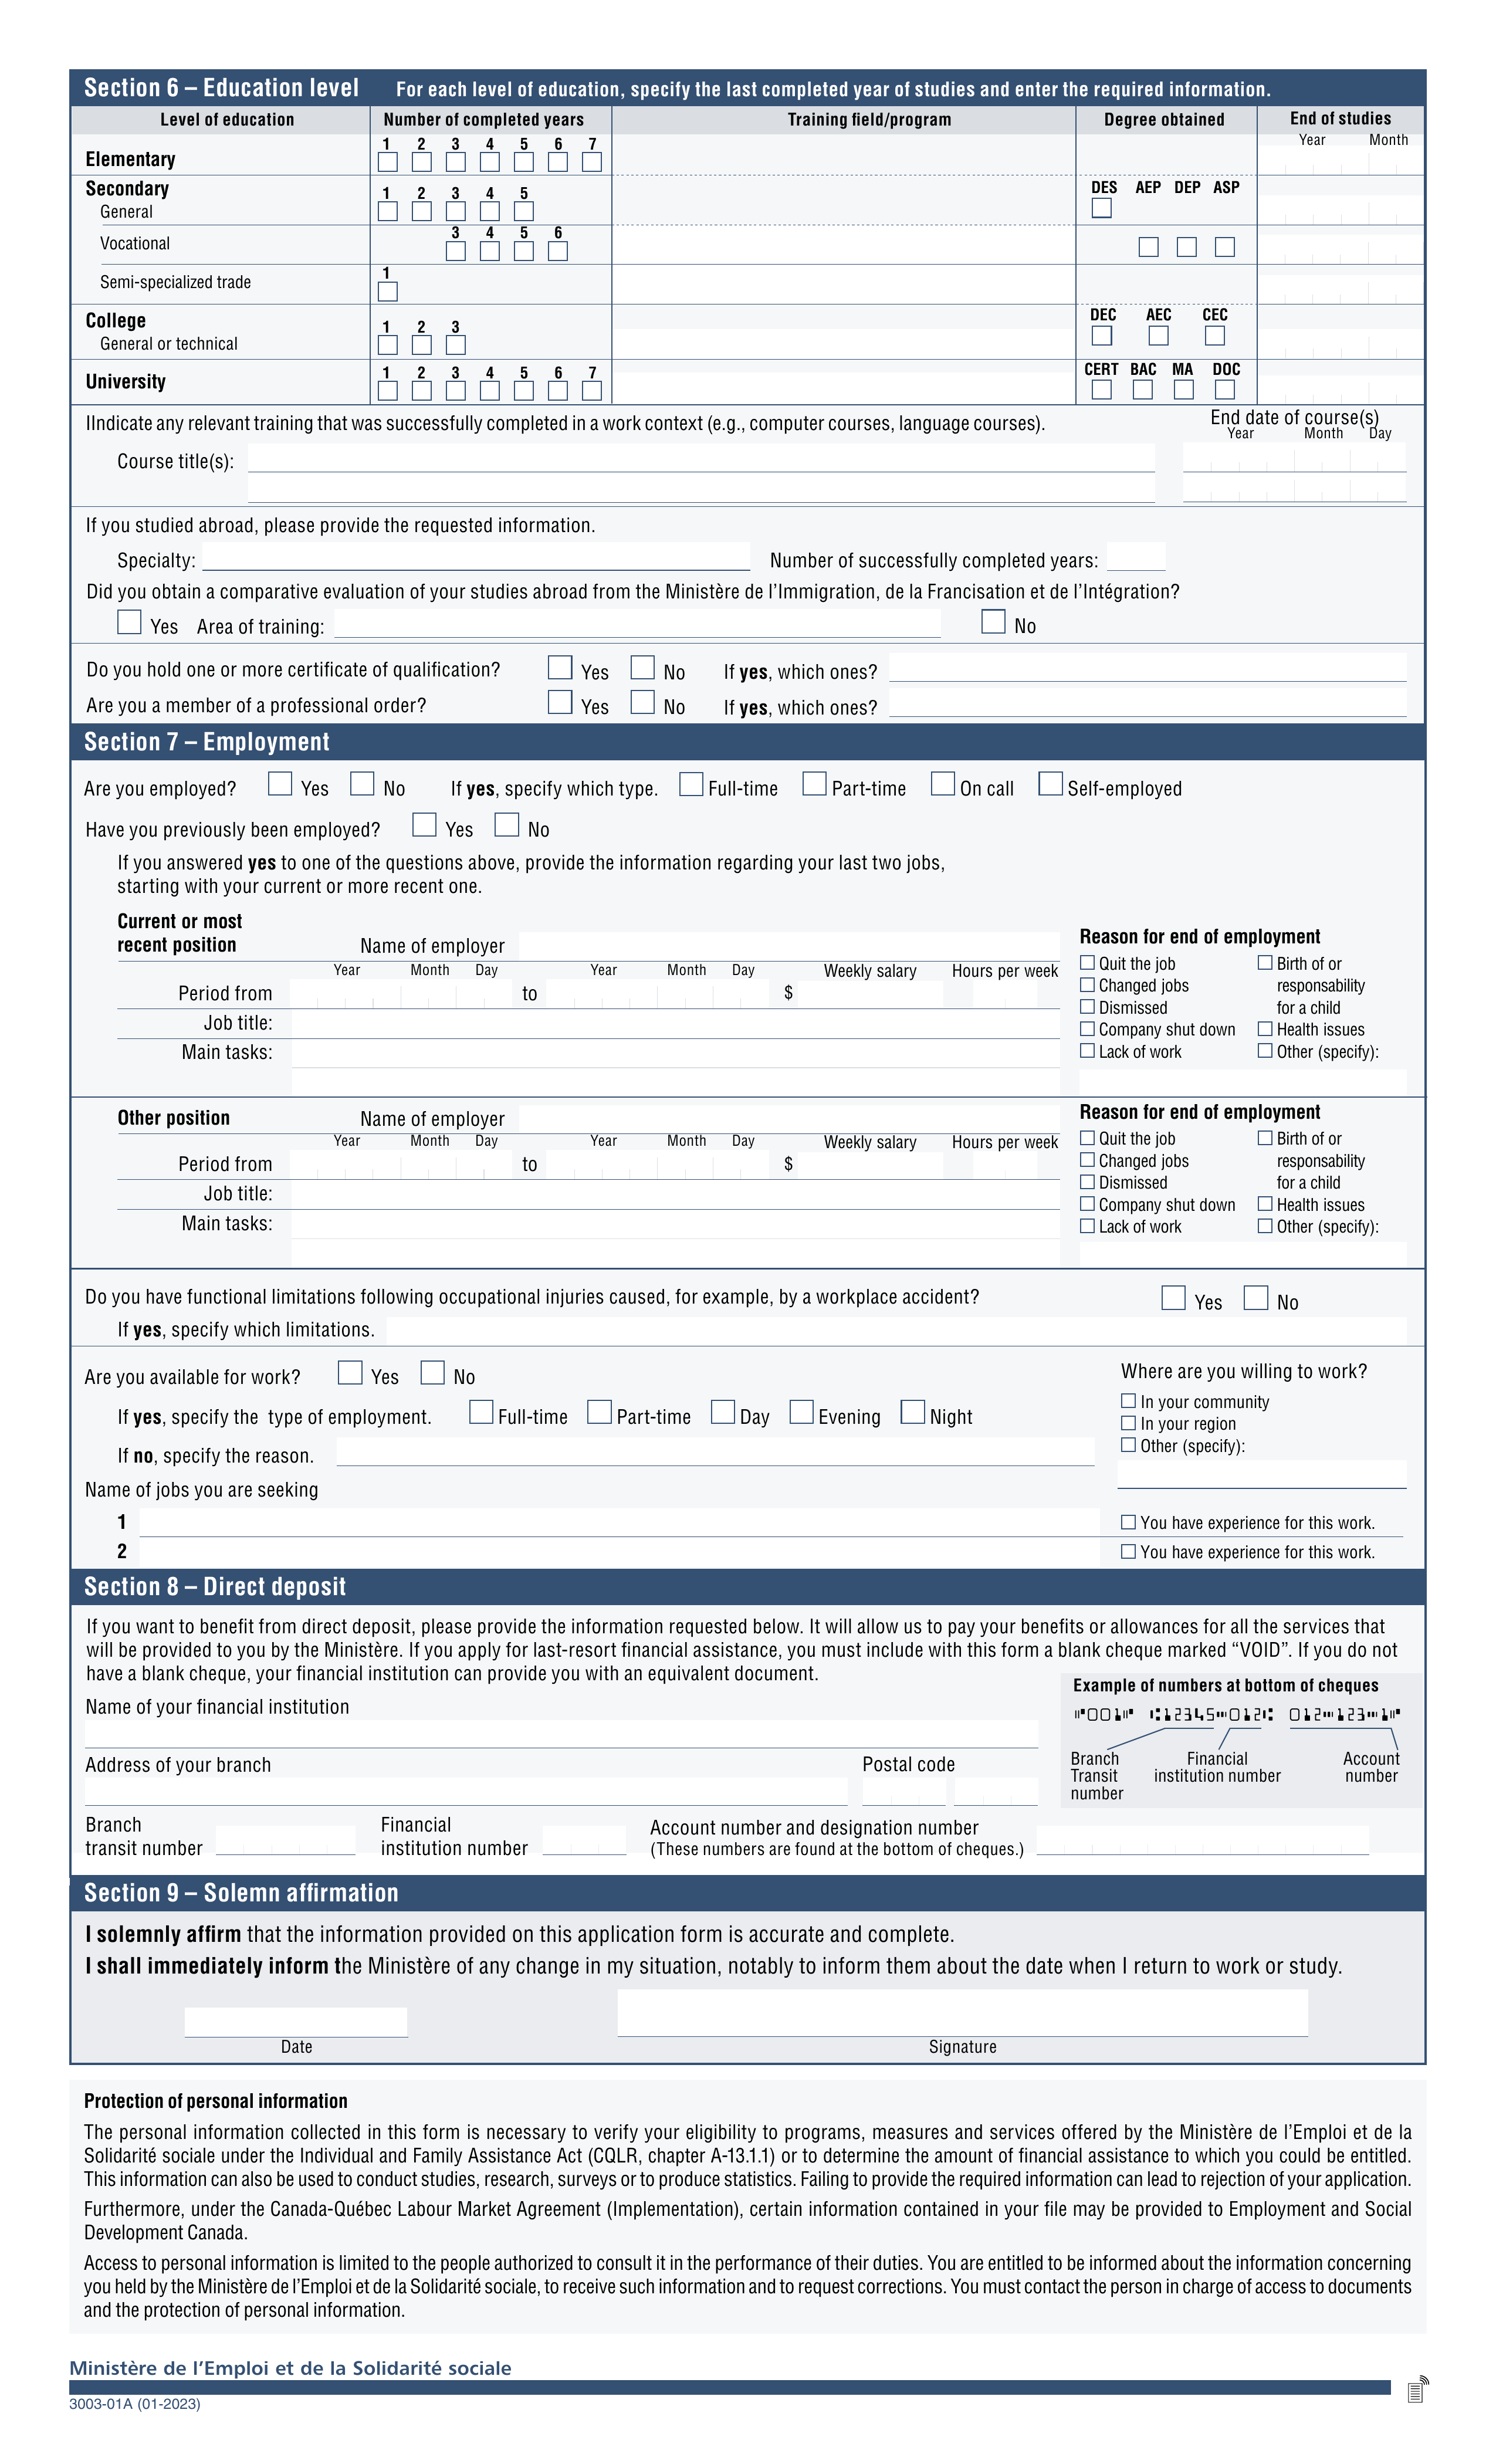 Section 6 – Education level For each level of education, specify the last completed year of studies and enter the required information.
Level of education Number of completed years Training field/program Degree obtained End of studies
Year Month
Elementary 1 2 3 4 5 6 7
Secondary
General 1 2 3 4 5 DES AEP DEP ASP
Vocational 3 4 5 6
Semi-specialized trade 1
College
General or technical 1 2 3 DEC AEC CEC
University 1 2 3 4 5 6 7 CERT BAC MA DOC
IIndicate any relevant training that was successfully completed in a work context (e.g., computer courses, language courses). End date of course(s)
Year Month Day
Course title(s):
If you studied abroad, please provide the requested information.
Specialty: Number of successfully completed years:
Did you obtain a comparative evaluation of your studies abroad from the Ministère de l’Immigration, de la Francisation et de l’Intégration?
Yes Area of training: No
Do you hold one or more certificate of qualification? Yes No If yes, which ones?
Are you a member of a professional order? Yes No If yes, which ones?
Section 7 – Employment
Are you employed? Yes No If yes, specify which type. Full-time Part-time On call Self-employed
Have you previously been employed? Yes No
If you answered yes to one of the questions above, provide the information regarding your last two jobs,
starting with your current or more recent one.
Current or most
recent position Name of employer
Year Month Day Year Month Day Weekly salary Hours per week
Period from to $
Job title:
Main tasks:
Reason for end of employment
Quit the job Birth of or
Changed jobs responsability
Dismissed for a child
Company shut down Health issues
Lack of work Other (specify):
Other position Name of employer
Year Month Day Year Month Day Weekly salary Hours per week
Period from to $
Job title:
Main tasks:
Reason for end of employment
Quit the job Birth of or
Changed jobs responsability
Dismissed for a child
Company shut down Health issues
Lack of work Other (specify):
Do you have functional limitations following occupational injuries caused, for example, by a workplace accident? Yes No
If yes, specify which limitations.
Are you available for work? Yes No
If yes, specify the type of employment. Full-time Part-time Day Evening Night
If no, specify the reason.
Where are you willing to work?
In your community
In your region
Other (specify):
Name of jobs you are seeking
1 You have experience for this work.
2 You have experience for this work.
Section 8 – Direct deposit
If you want to benefit from direct deposit, please provide the information requested below. It will allow us to pay your benefits or allowances for all the services that
will be provided to you by the Ministère. If you apply for last-resort financial assistance, you must include with this form a blank cheque marked “VOID”. If you do not
have a blank cheque, your financial institution can provide you with an equivalent document.
Name of your financial institution
Address of your branch Postal code
Example of numbers at bottom of cheques
⑈001⑈ ⑆12345⑉012⑆ 012⑉123⑉1⑈
Branch
Transit
number
Financial
institution number
Account
number
Branch
transit number
Financial
institution number
Account number and designation number
(These numbers are found at the bottom of cheques.)
Section 9 – Solemn affirmation
I solemnly affirm that the information provided on this application form is accurate and complete.
I shall immediately inform the Ministère of any change in my situation, notably to inform them about the date when I return to work or study.
Date Signature
Protection of personal information
The personal information collected in this form is necessary to verify your eligibility to programs, measures and services offered by the Ministère de l’Emploi et de la
Solidarité sociale under the Individual and Family Assistance Act (CQLR, chapter A-13.1.1) or to determine the amount of financial assistance to which you could be entitled.
This information can also be used to conduct studies, research, surveys or to produce statistics. Failing to provide the required information can lead to rejection of your application.
Furthermore, under the Canada-Québec Labour Market Agreement (Implementation), certain information contained in your file may be provided to Employment and Social
Development Canada.
Access to personal information is limited to the people authorized to consult it in the performance of their duties. You are entitled to be informed about the information concerning
you held by the Ministère de l’Emploi et de la Solidarité sociale, to receive such information and to request corrections. You must contact the person in charge of access to documents
and the protection of personal information.
Ministère de l’Emploi et de la Solidarité sociale
3003-01A (01-2023)